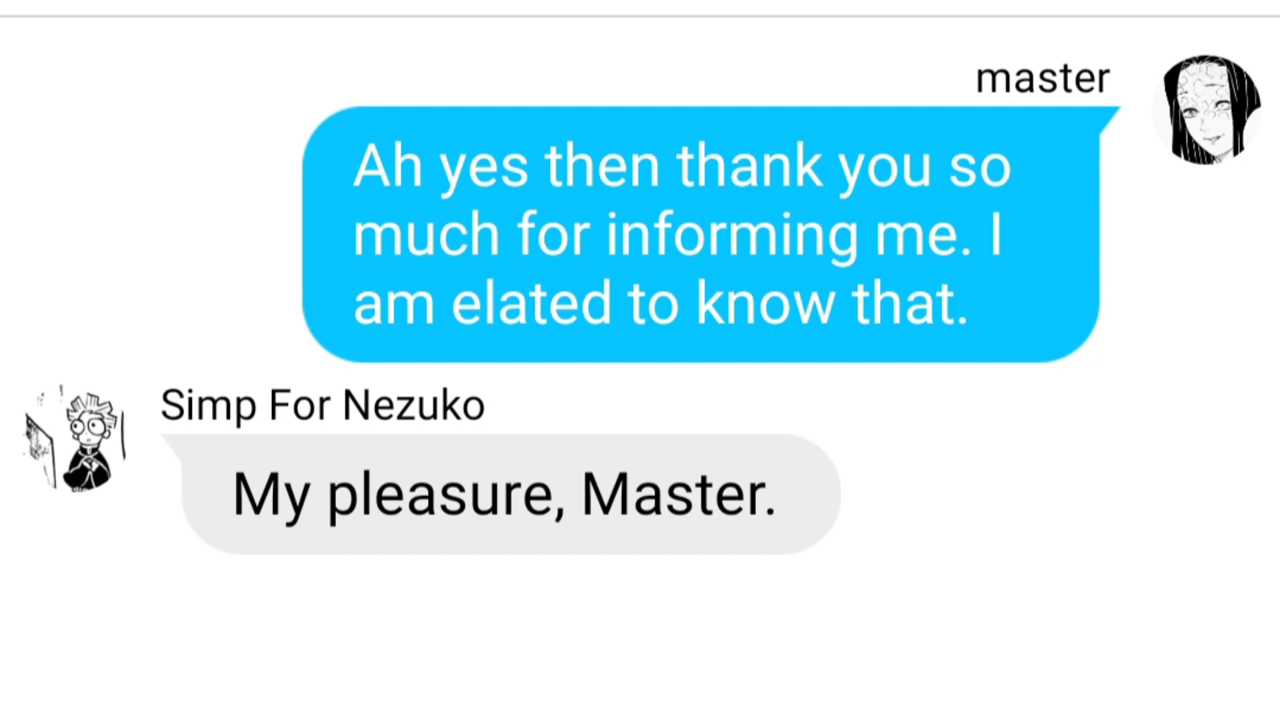 master
Ah yes then thank you so
much for informing me. I
am elated to know that.
Simp For Nezuko
My pleasure, Master.